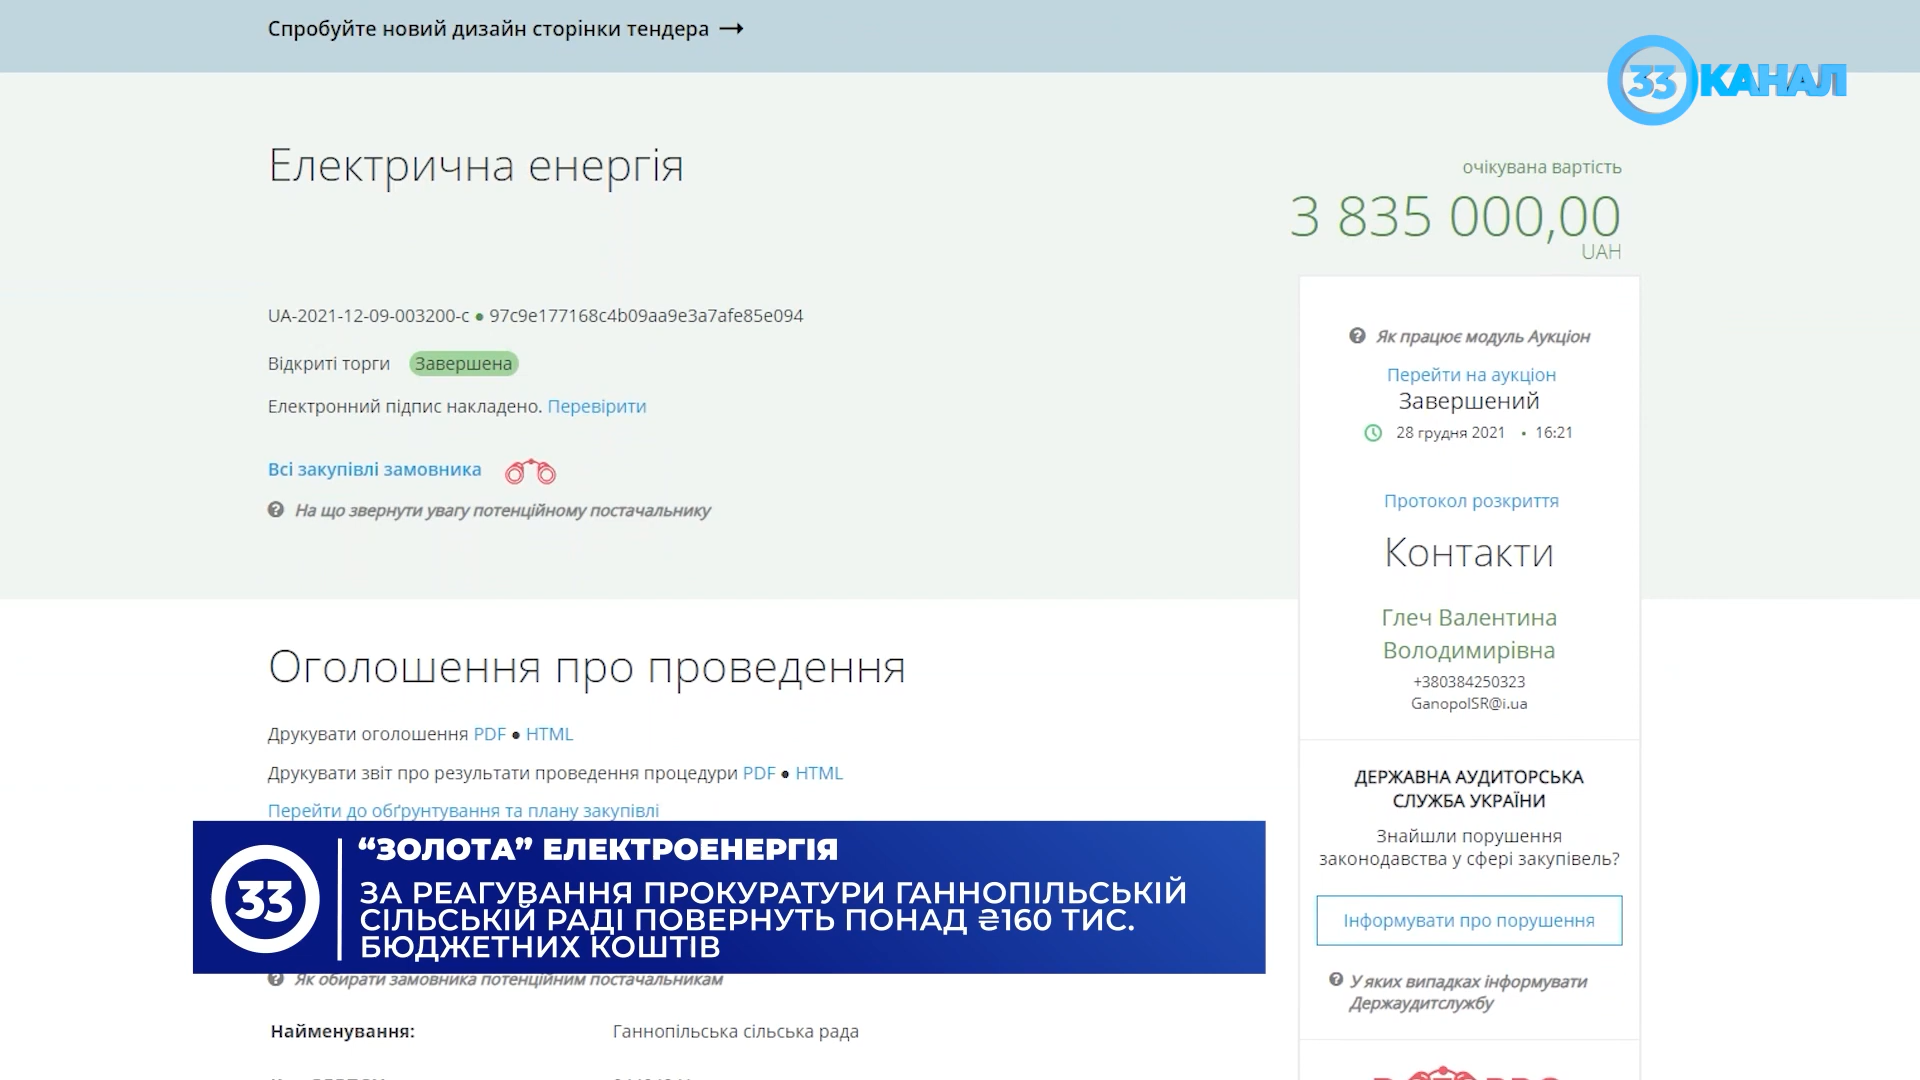 Спробуйте новий дизайн сторінки тендера →
33 КАНАЛ
Електрична енергія
очікувана вартість
3 835 000,00
UAH
UA-2021-12-09-003200-c ● 97c9e177168c4b09aa9e3a7afe85e094
Відкриті торги Завершена
Електронний підпис накладено. Перевірити
Всі закупівлі замовника
На що звернути увагу потенційному постачальнику
Як працює модуль Аукціон
Перейти на аукціон
Завершений
28 грудня 2021 • 16:21
Протокол розкриття
Контакти
Глеч Валентина
Володимирівна
+380384250323
GanopolSR@i.ua
Оголошення про проведення
Друкувати оголошення PDF ● HTML
Друкувати звіт про результати проведення процедури PDF ● HTML
Перейти до обґрунтування та плану закупівлі
ДЕРЖАВНА АУДИТОРСЬКА
СЛУЖБА УКРАЇНИ
Знайшли порушення
законодавства у сфері закупівель?
Інформувати про порушення
У яких випадках інформувати
Держаудитслужбу
33
“ЗОЛОТА” ЕЛЕКТРОЕНЕРГІЯ
ЗА РЕАГУВАННЯ ПРОКУРАТУРИ ГАННОПІЛЬСЬКІЙ
СІЛЬСЬКІЙ РАДІ ПОВЕРНУТЬ ПОНАД ₴160 ТИС.
БЮДЖЕТНИХ КОШТІВ
Як обирати замовника потенційним постачальникам
Найменування: Ганнопільська сільська рада